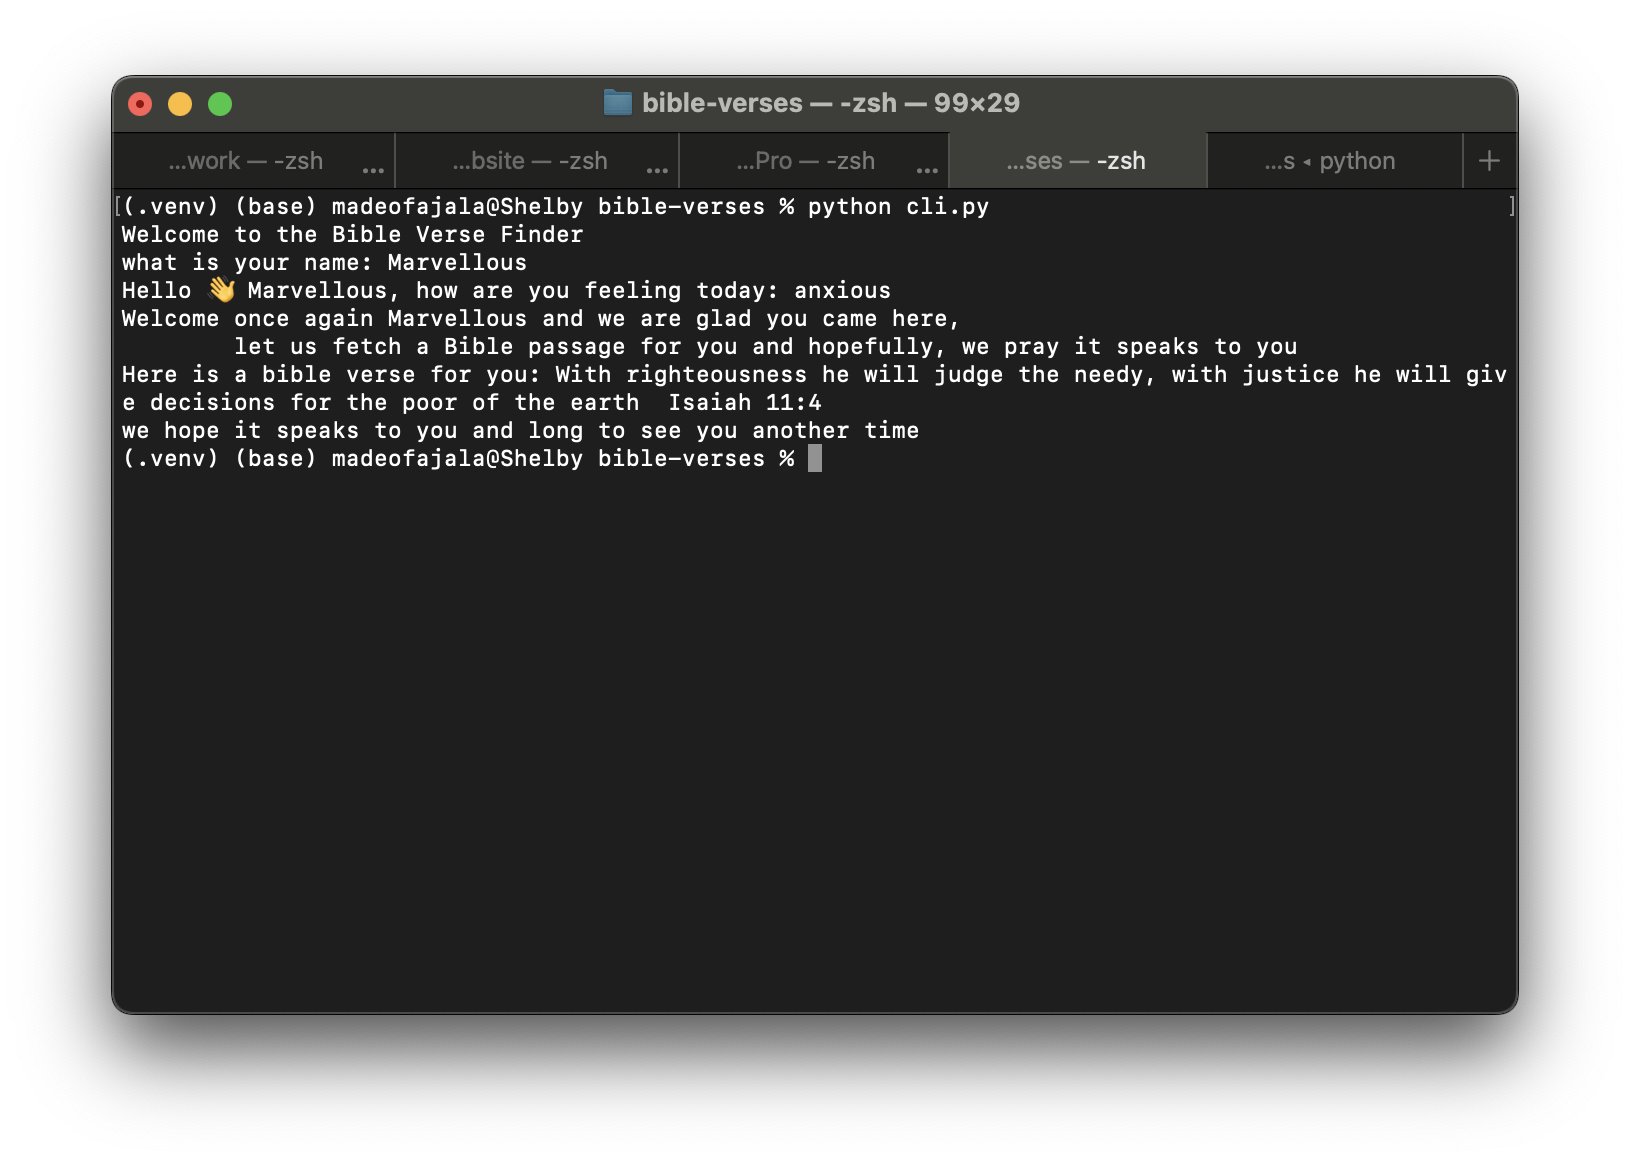 bible-verses — -zsh — 99×29
...work — -zsh ... ...bsite — -zsh ... ...Pro — -zsh ... ...ses — -zsh ...s ◂ python +
[(.venv) (base) madeofajala@Shelby bible-verses % python cli.py ]
Welcome to the Bible Verse Finder
what is your name: Marvellous
Hello 👋 Marvellous, how are you feeling today: anxious
Welcome once again Marvellous and we are glad you came here,
        let us fetch a Bible passage for you and hopefully, we pray it speaks to you
Here is a bible verse for you: With righteousness he will judge the needy, with justice he will giv
e decisions for the poor of the earth  Isaiah 11:4
we hope it speaks to you and long to see you another time
(.venv) (base) madeofajala@Shelby bible-verses %